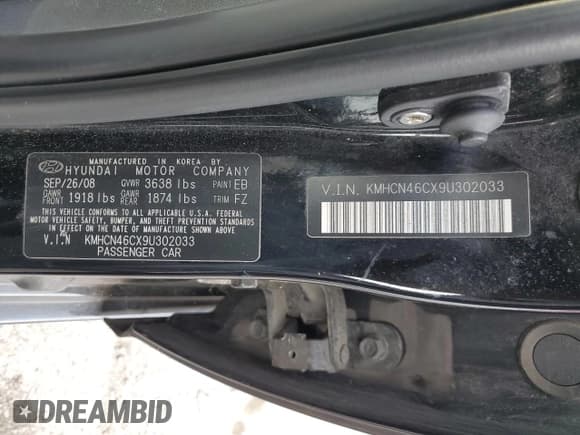 MANUFACTURED IN KOREA BY
HYUNDAI MOTOR COMPANY
SEP/26/08 GVWR 3638 lbs PAINT EB
GAWR FRONT 1918 lbs GAWR REAR 1874 lbs TRIM FZ
THIS VEHICLE CONFORMS TO ALL APPLICABLE U.S.A. FEDERAL
MOTOR VEHICLE SAFETY, BUMPER, AND THEFT PREVENTION STANDARDS
IN EFFECT ON THE DATE OF MANUFACTURE SHOWN ABOVE.
V.I.N KMHCN46CX9U302033
PASSENGER CAR
V.I.N. KMHCN46CX9U302033
DREAMBID